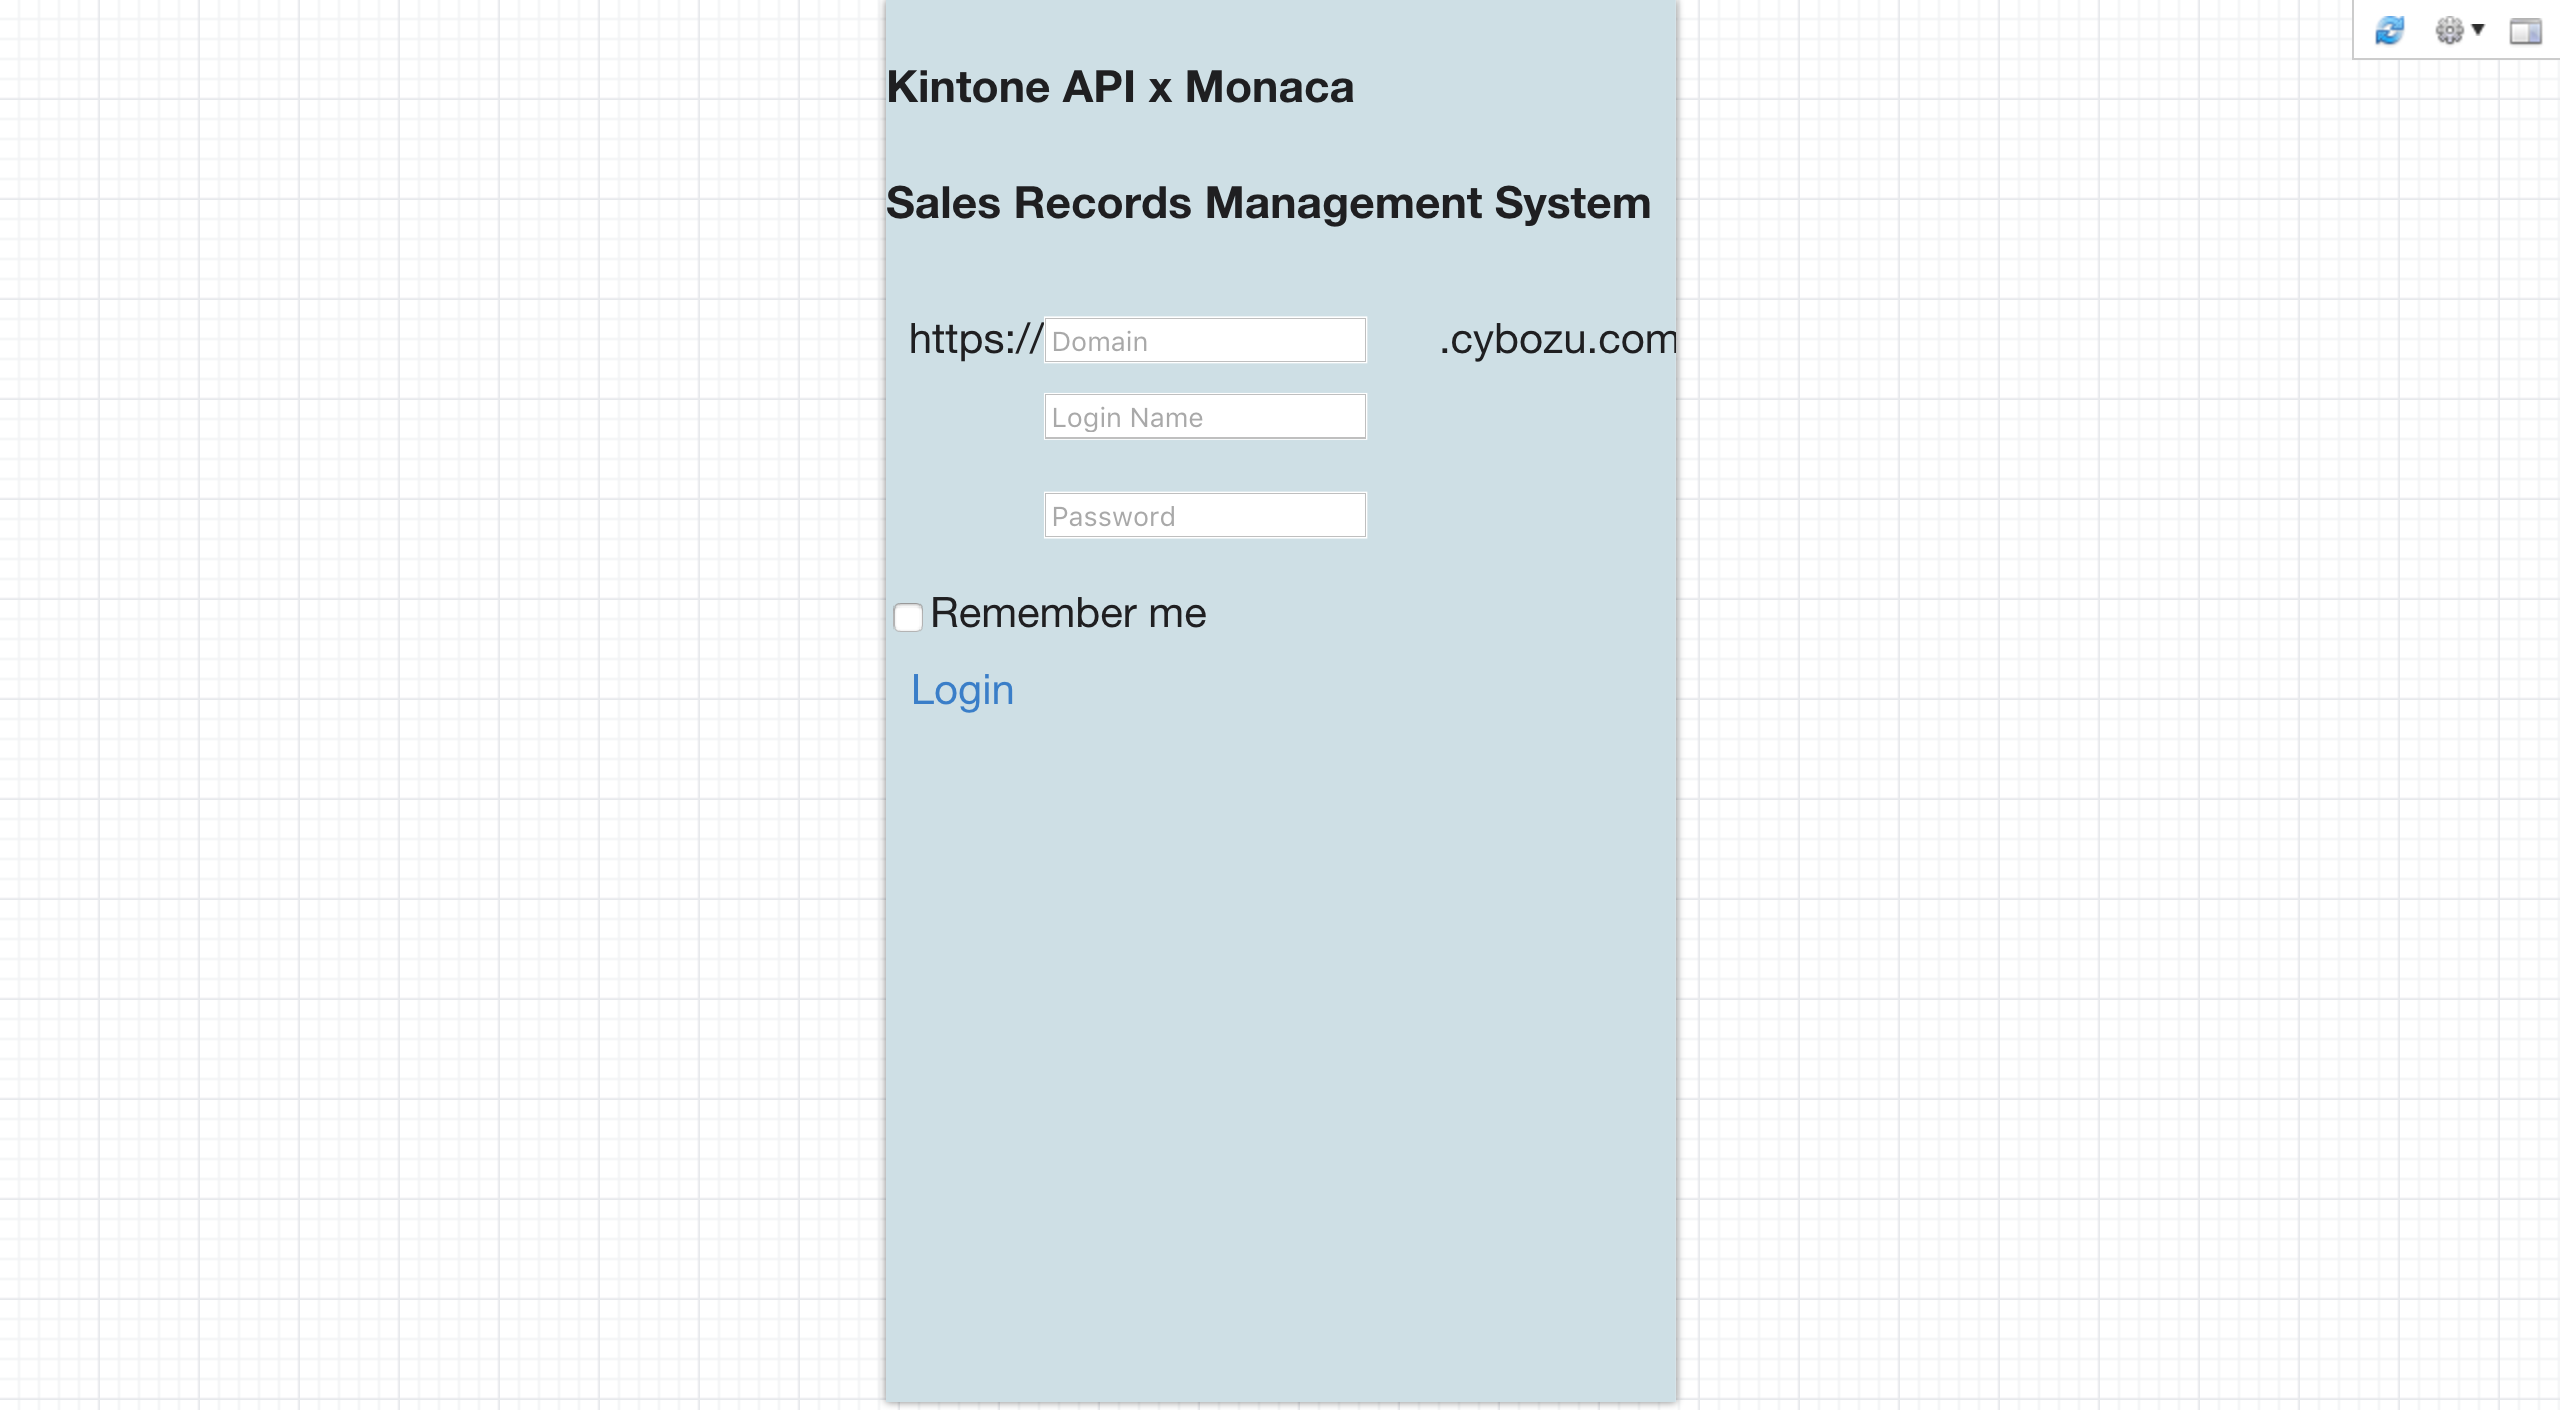 Kintone API x Monaca
Sales Records Management System
https:// Domain .cybozu.com
Login Name
Password
Remember me
Login